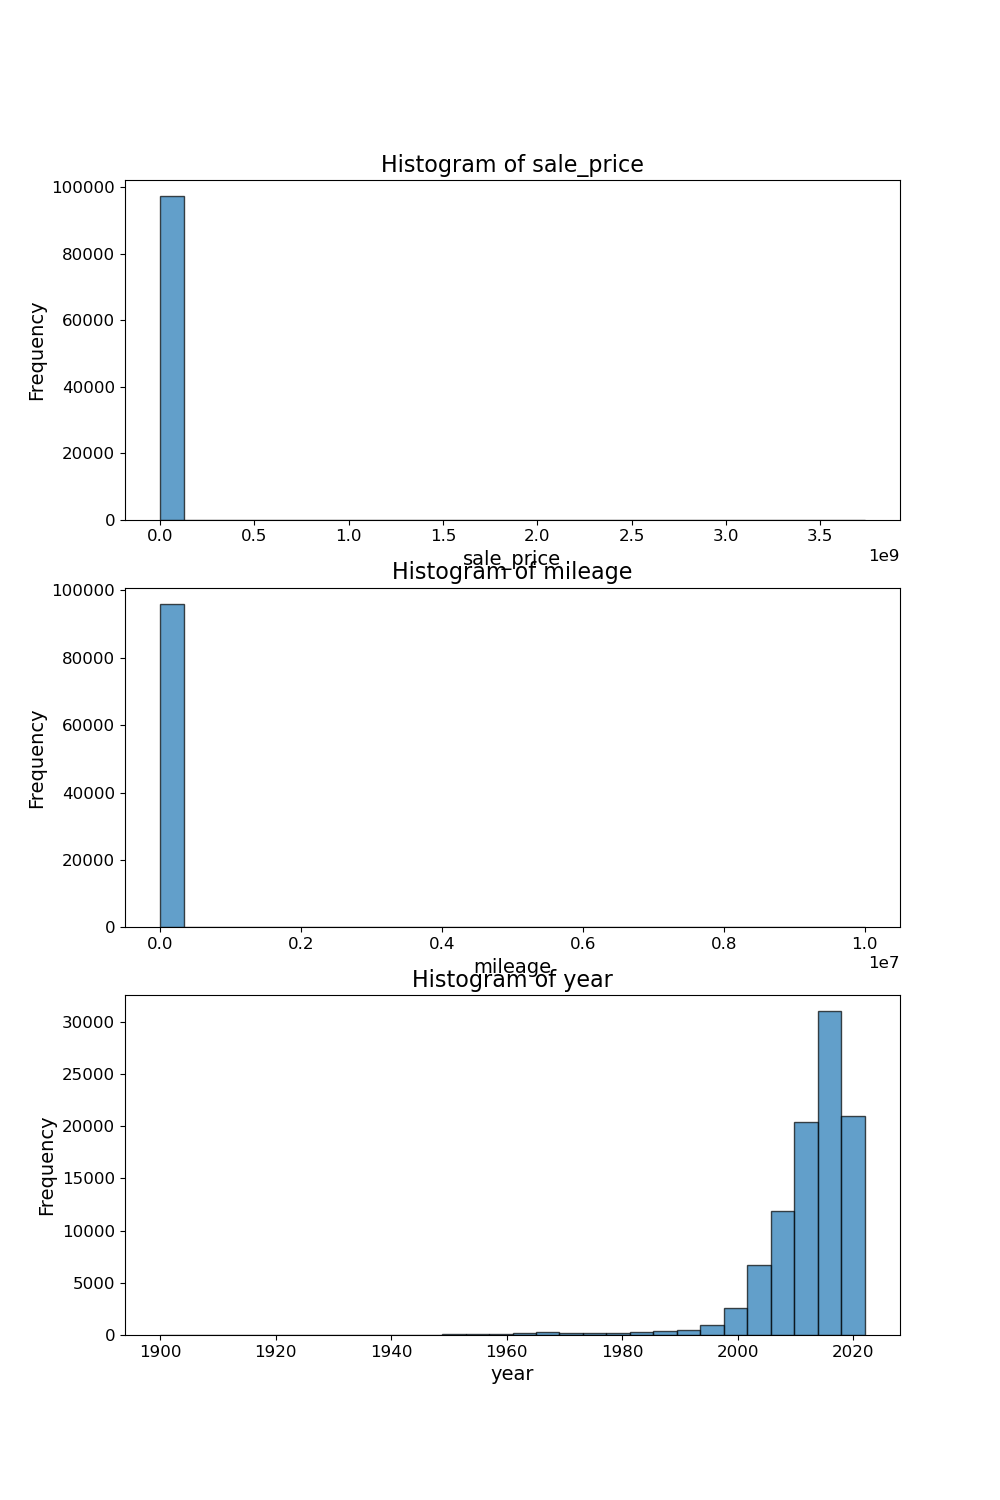 Histogram of sale_price
100000
80000
60000
40000
20000
0
Frequency
0.0 0.5 1.0 1.5 2.0 2.5 3.0 3.5
1e9
sale_price
Histogram of mileage
100000
80000
60000
40000
20000
0
Frequency
0.0 0.2 0.4 0.6 0.8 1.0
1e7
mileage
Histogram of year
30000
25000
20000
15000
10000
5000
0
Frequency
1900 1920 1940 1960 1980 2000 2020
year